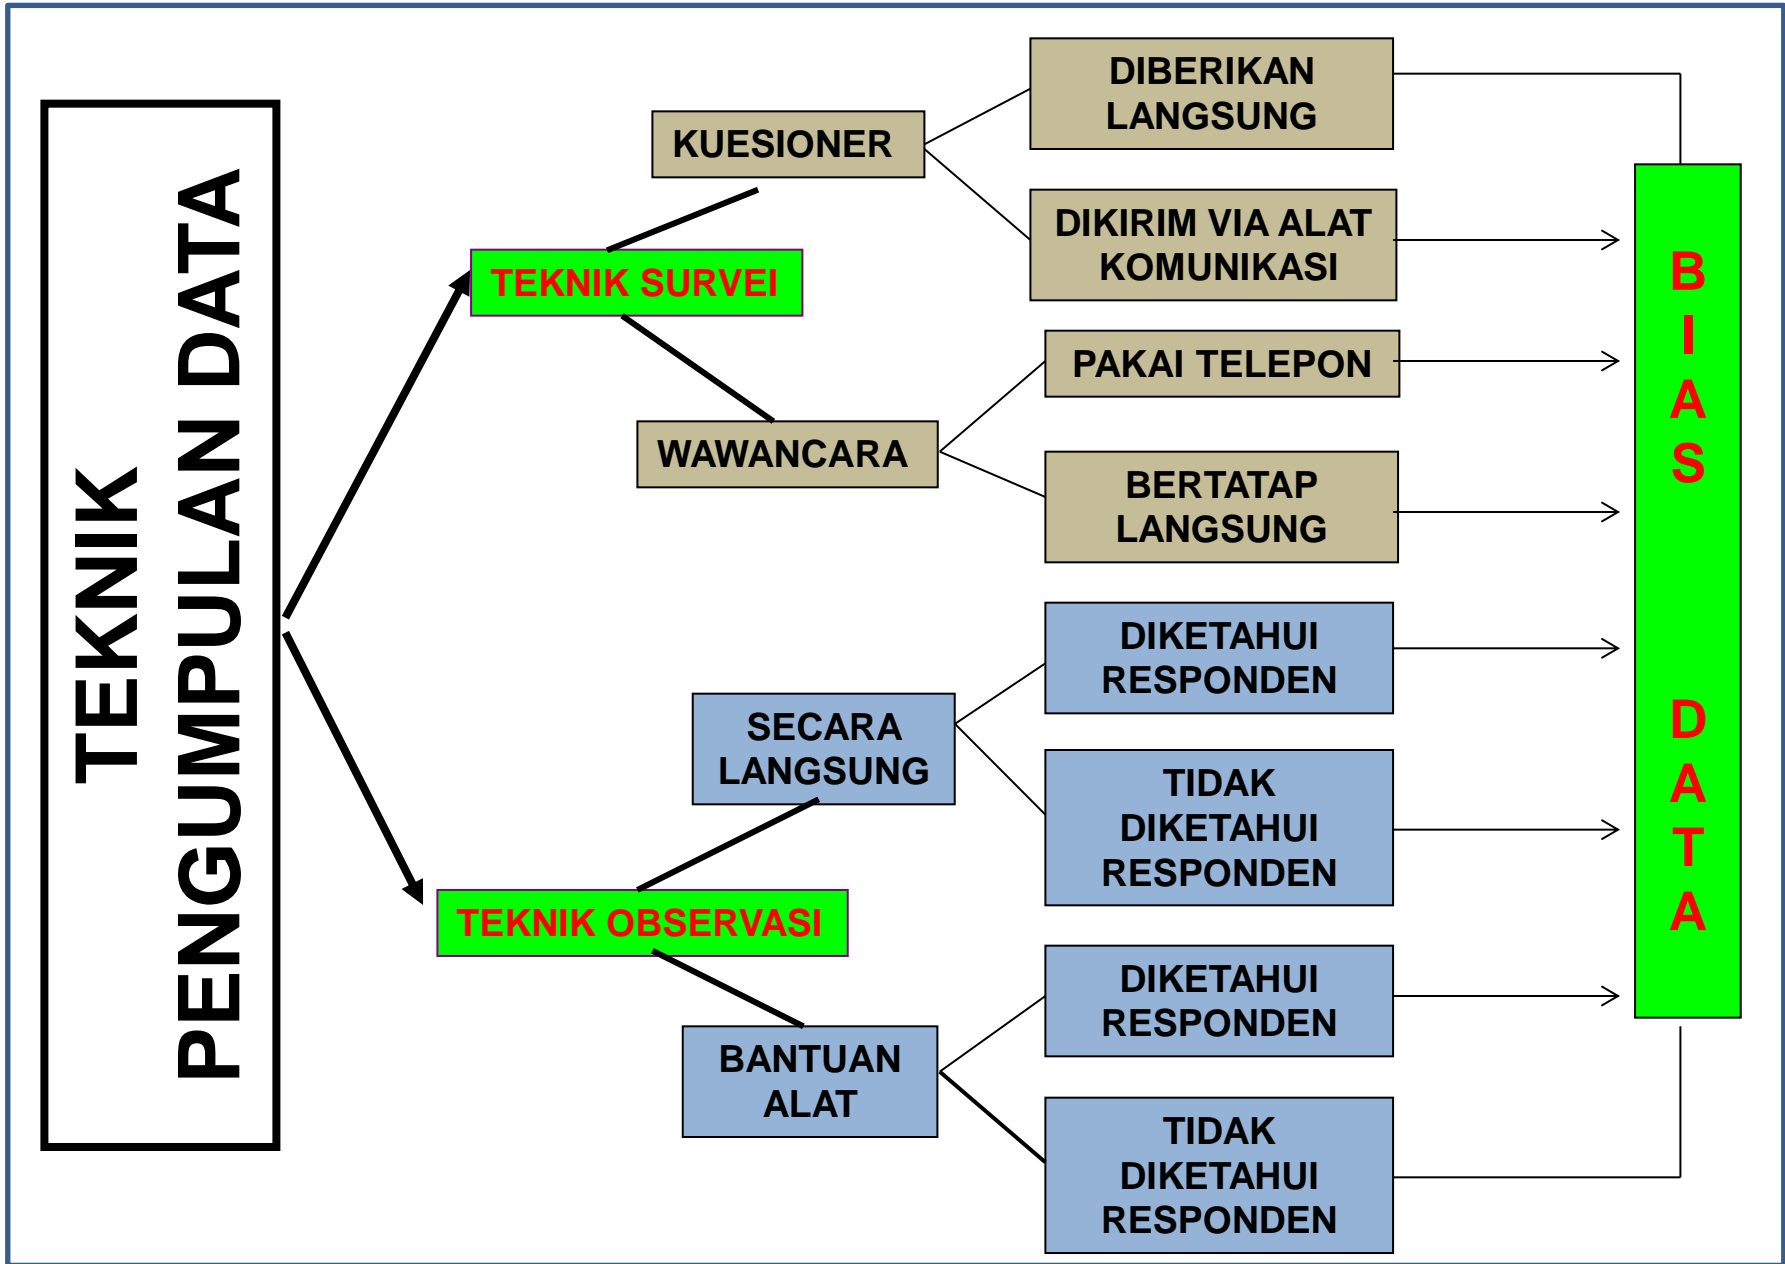 TEKNIK
PENGUMPULAN DATA
TEKNIK SURVEI
KUESIONER
DIBERIKAN
LANGSUNG
DIKIRIM VIA ALAT
KOMUNIKASI
WAWANCARA
PAKAI TELEPON
BERTATAP
LANGSUNG
TEKNIK OBSERVASI
SECARA
LANGSUNG
DIKETAHUI
RESPONDEN
TIDAK
DIKETAHUI
RESPONDEN
BANTUAN
ALAT
DIKETAHUI
RESPONDEN
TIDAK
DIKETAHUI
RESPONDEN
B
I
A
S
D
A
T
A